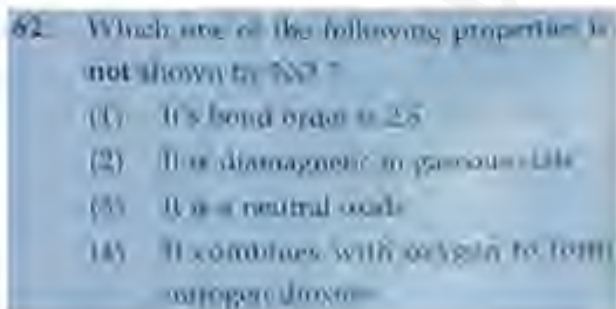 62. Which one of the following properties is
not shown by NO ?
(1) It's bond order is 2.5
(2) It is diamagnetic in gaseous state
(3) It is a neutral oxide
(4) It combines with oxygen to form
nitrogen dioxide